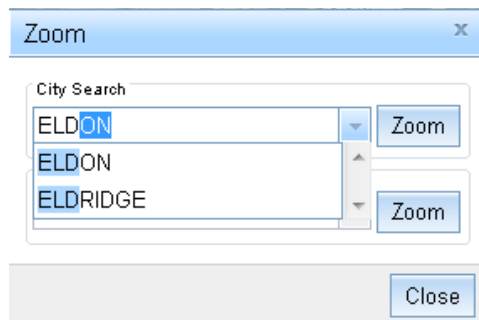 Zoom x
City Search
ELDON Zoom
ELDON
ELDRIDGE
Zoom
Close